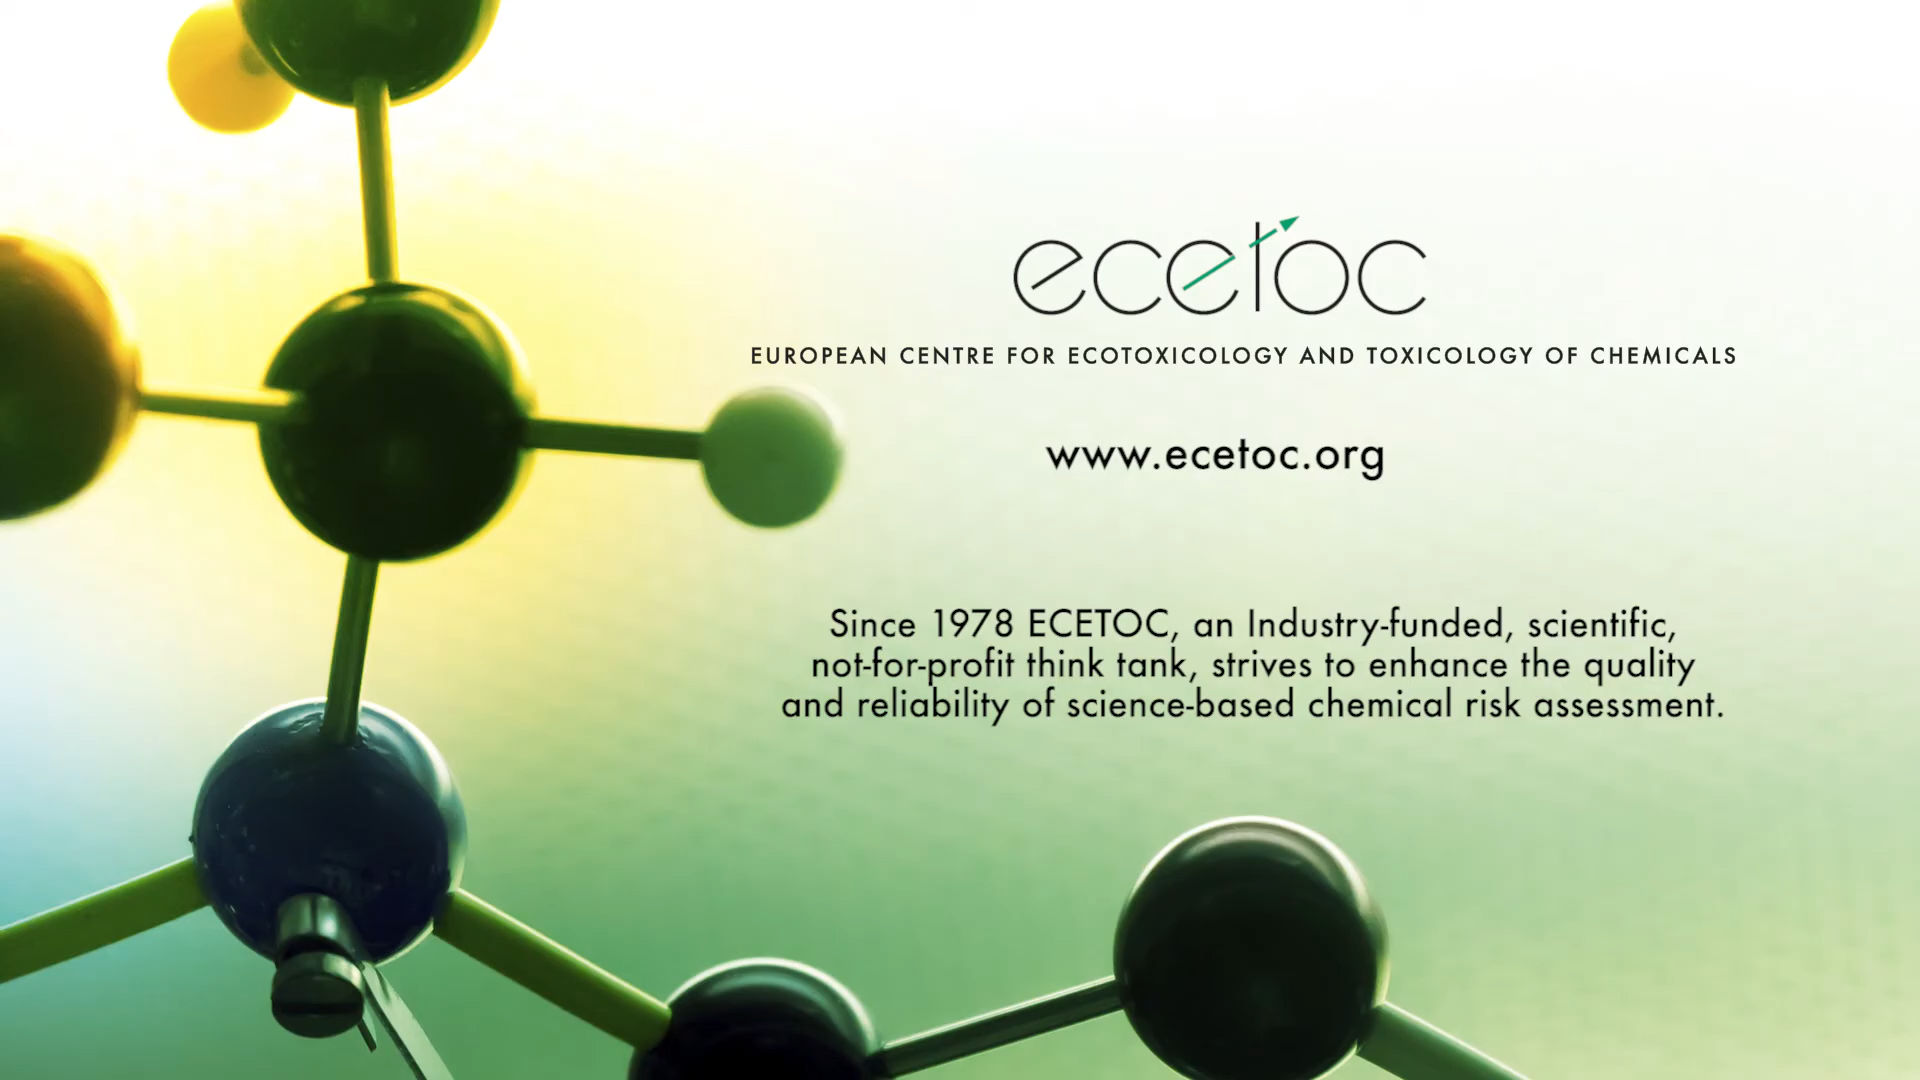 ecetoc
EUROPEAN CENTRE FOR ECOTOXICOLOGY AND TOXICOLOGY OF CHEMICALS
www.ecetoc.org
Since 1978 ECETOC, an Industry-funded, scientific,
not-for-profit think tank, strives to enhance the quality
and reliability of science-based chemical risk assessment.